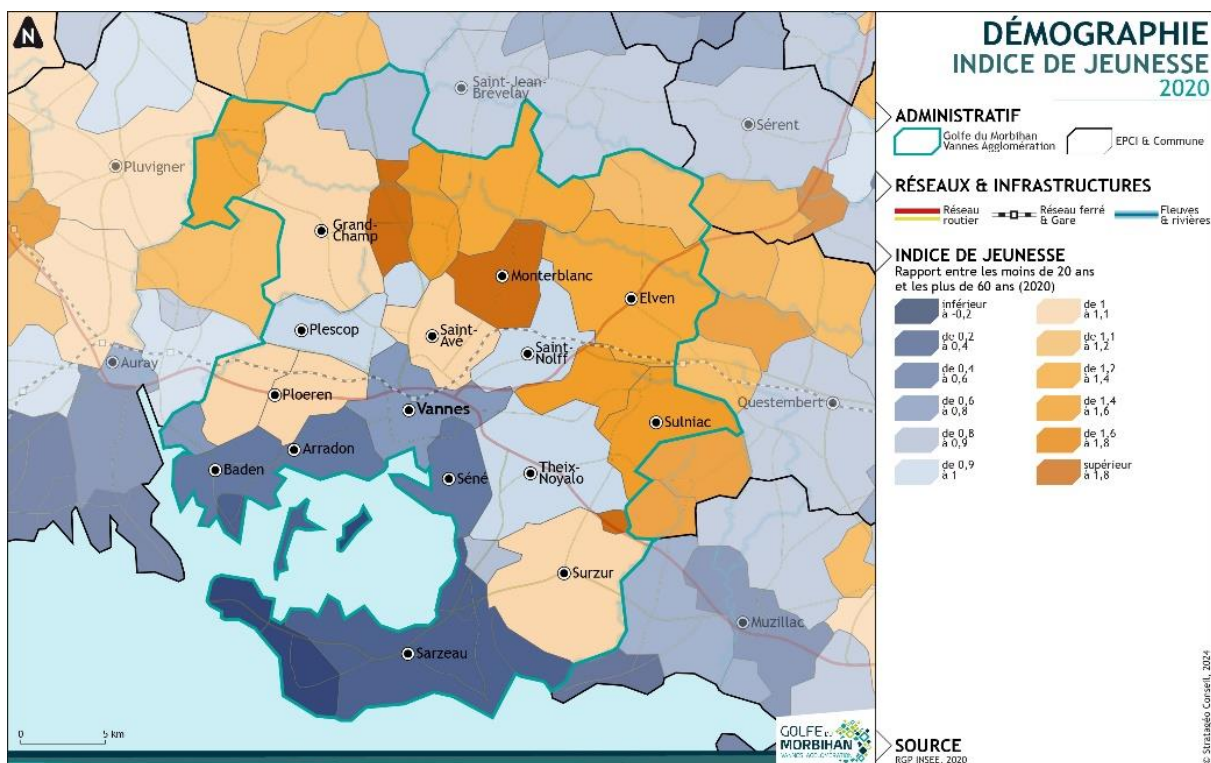 N
Saint-Jean-
Brévelay
Sérent
Pluvigner
Grand-
Champ
Monterblanc
Elven
Plescop
Saint-
Avé
Saint-
Nolff
Auray
Ploeren
Vannes
Questembert
Sulniac
Arradon
Baden
Séné
Theix-
Noyalo
Surzur
Muzillac
Sarzeau
0 5 km
GOLFE DU
MORBIHAN
VANNES AGGLOMÉRATION
DÉMOGRAPHIE
INDICE DE JEUNESSE
2020
ADMINISTRATIF
Golfe du Morbihan
Vannes Agglomération
EPCI & Commune
RÉSEAUX & INFRASTRUCTURES
Réseau
routier
Réseau ferré
& Gare
Fleuves
& rivières
INDICE DE JEUNESSE
Rapport entre les moins de 20 ans
et les plus de 60 ans (2020)
inférieur
à -0,2
de 0,2
à 0,4
de 0,4
à 0,6
de 0,6
à 0,8
de 0,8
à 0,9
de 0,9
à 1
de 1
à 1,1
de 1,1
à 1,2
de 1,2
à 1,4
de 1,4
à 1,6
de 1,6
à 1,8
supérieur
à 1,8
SOURCE
RGP INSEE, 2020
© Stratagéo Conseil, 2024